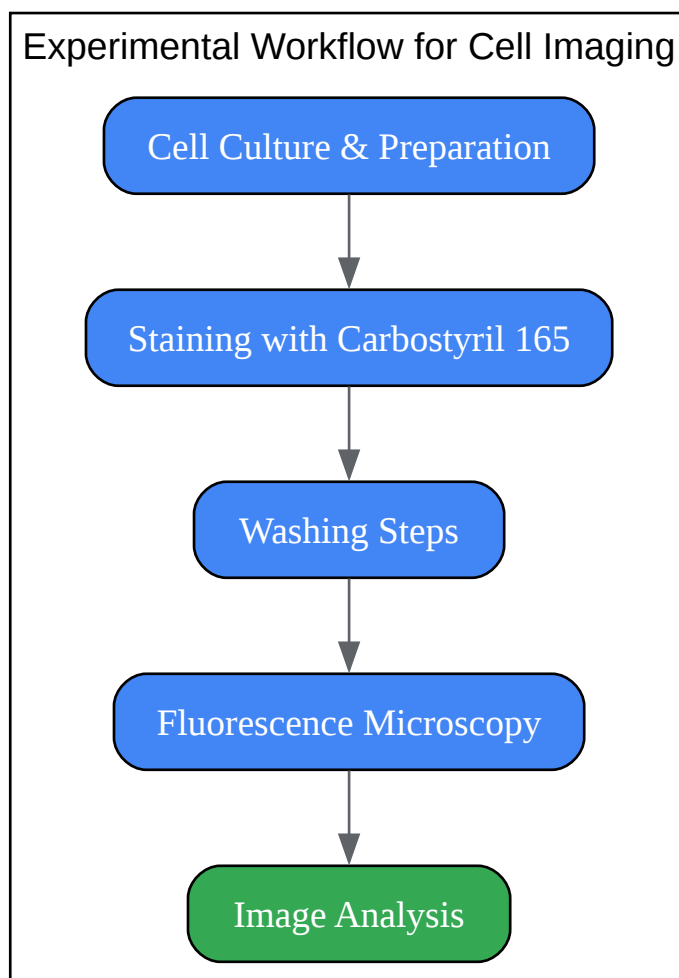 Experimental Workflow for Cell Imaging
Cell Culture & Preparation
Staining with Carbostyril 165
Washing Steps
Fluorescence Microscopy
Image Analysis